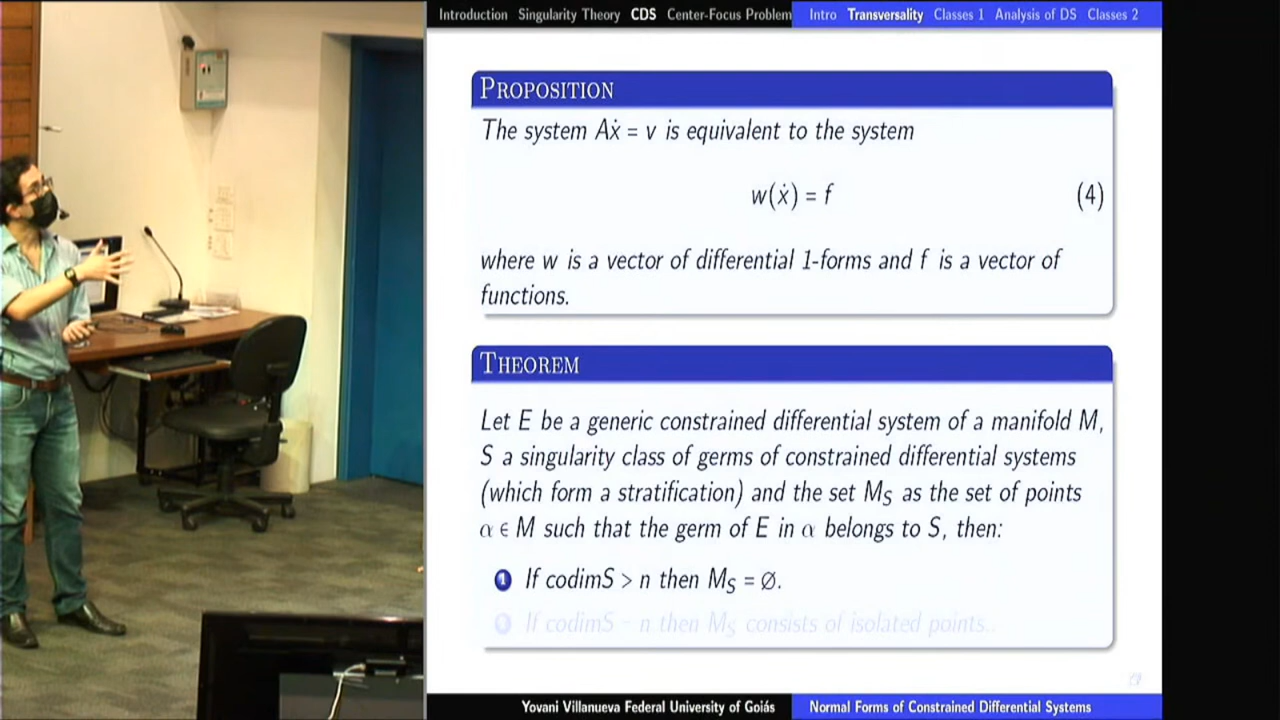 Introduction Singularity Theory CDS Center-Focus Problem Intro Transversality Classes 1 Analysis of DS Classes 2
PROPOSITION
The system Aẋ = v is equivalent to the system
w(ẋ) = f (4)
where w is a vector of differential 1-forms and f is a vector of
functions.
THEOREM
Let E be a generic constrained differential system of a manifold M,
S a singularity class of germs of constrained differential systems
(which form a stratification) and the set M_S as the set of points
α ∈ M such that the germ of E in α belongs to S, then:
1 If codimS > n then M_S = ∅.
If codimS = n then M_S consists of isolated points..
Yovani Villanueva Federal University of Goiás Normal Forms of Constrained Differential Systems